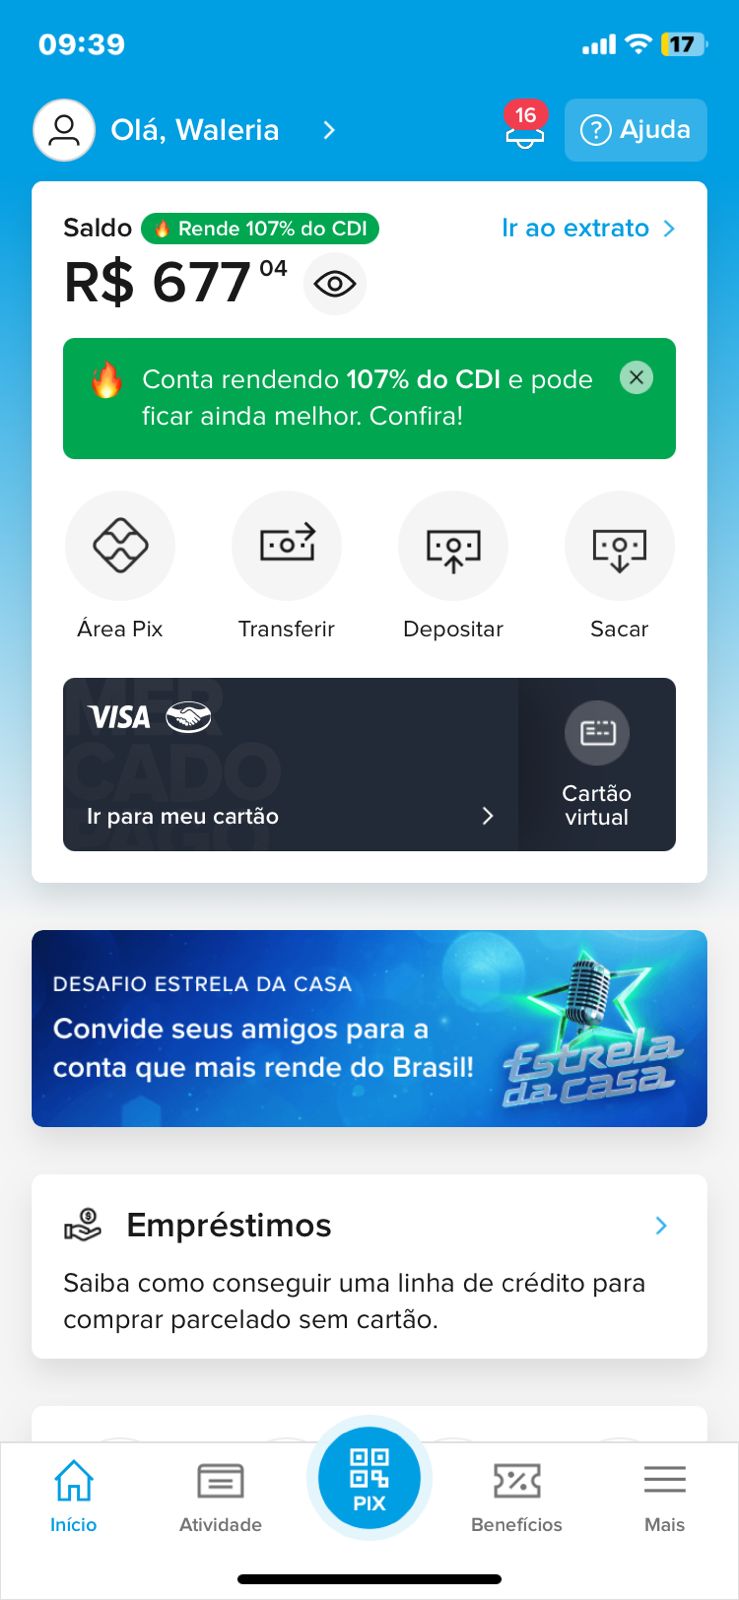 09:39
17
Olá, Waleria
16
Ajuda
Saldo
Rende 107% do CDI
Ir ao extrato
R$ 677 04
Conta rendendo 107% do CDI e pode
ficar ainda melhor. Confira!
Área Pix
Transferir
Depositar
Sacar
MER
CADO
PAGO
VISA
Ir para meu cartão
Cartão
virtual
DESAFIO ESTRELA DA CASA
Convide seus amigos para a
conta que mais rende do Brasil!
Estrela
da casa
Empréstimos
Saiba como conseguir uma linha de crédito para
comprar parcelado sem cartão.
PIX
Início
Atividade
Benefícios
Mais